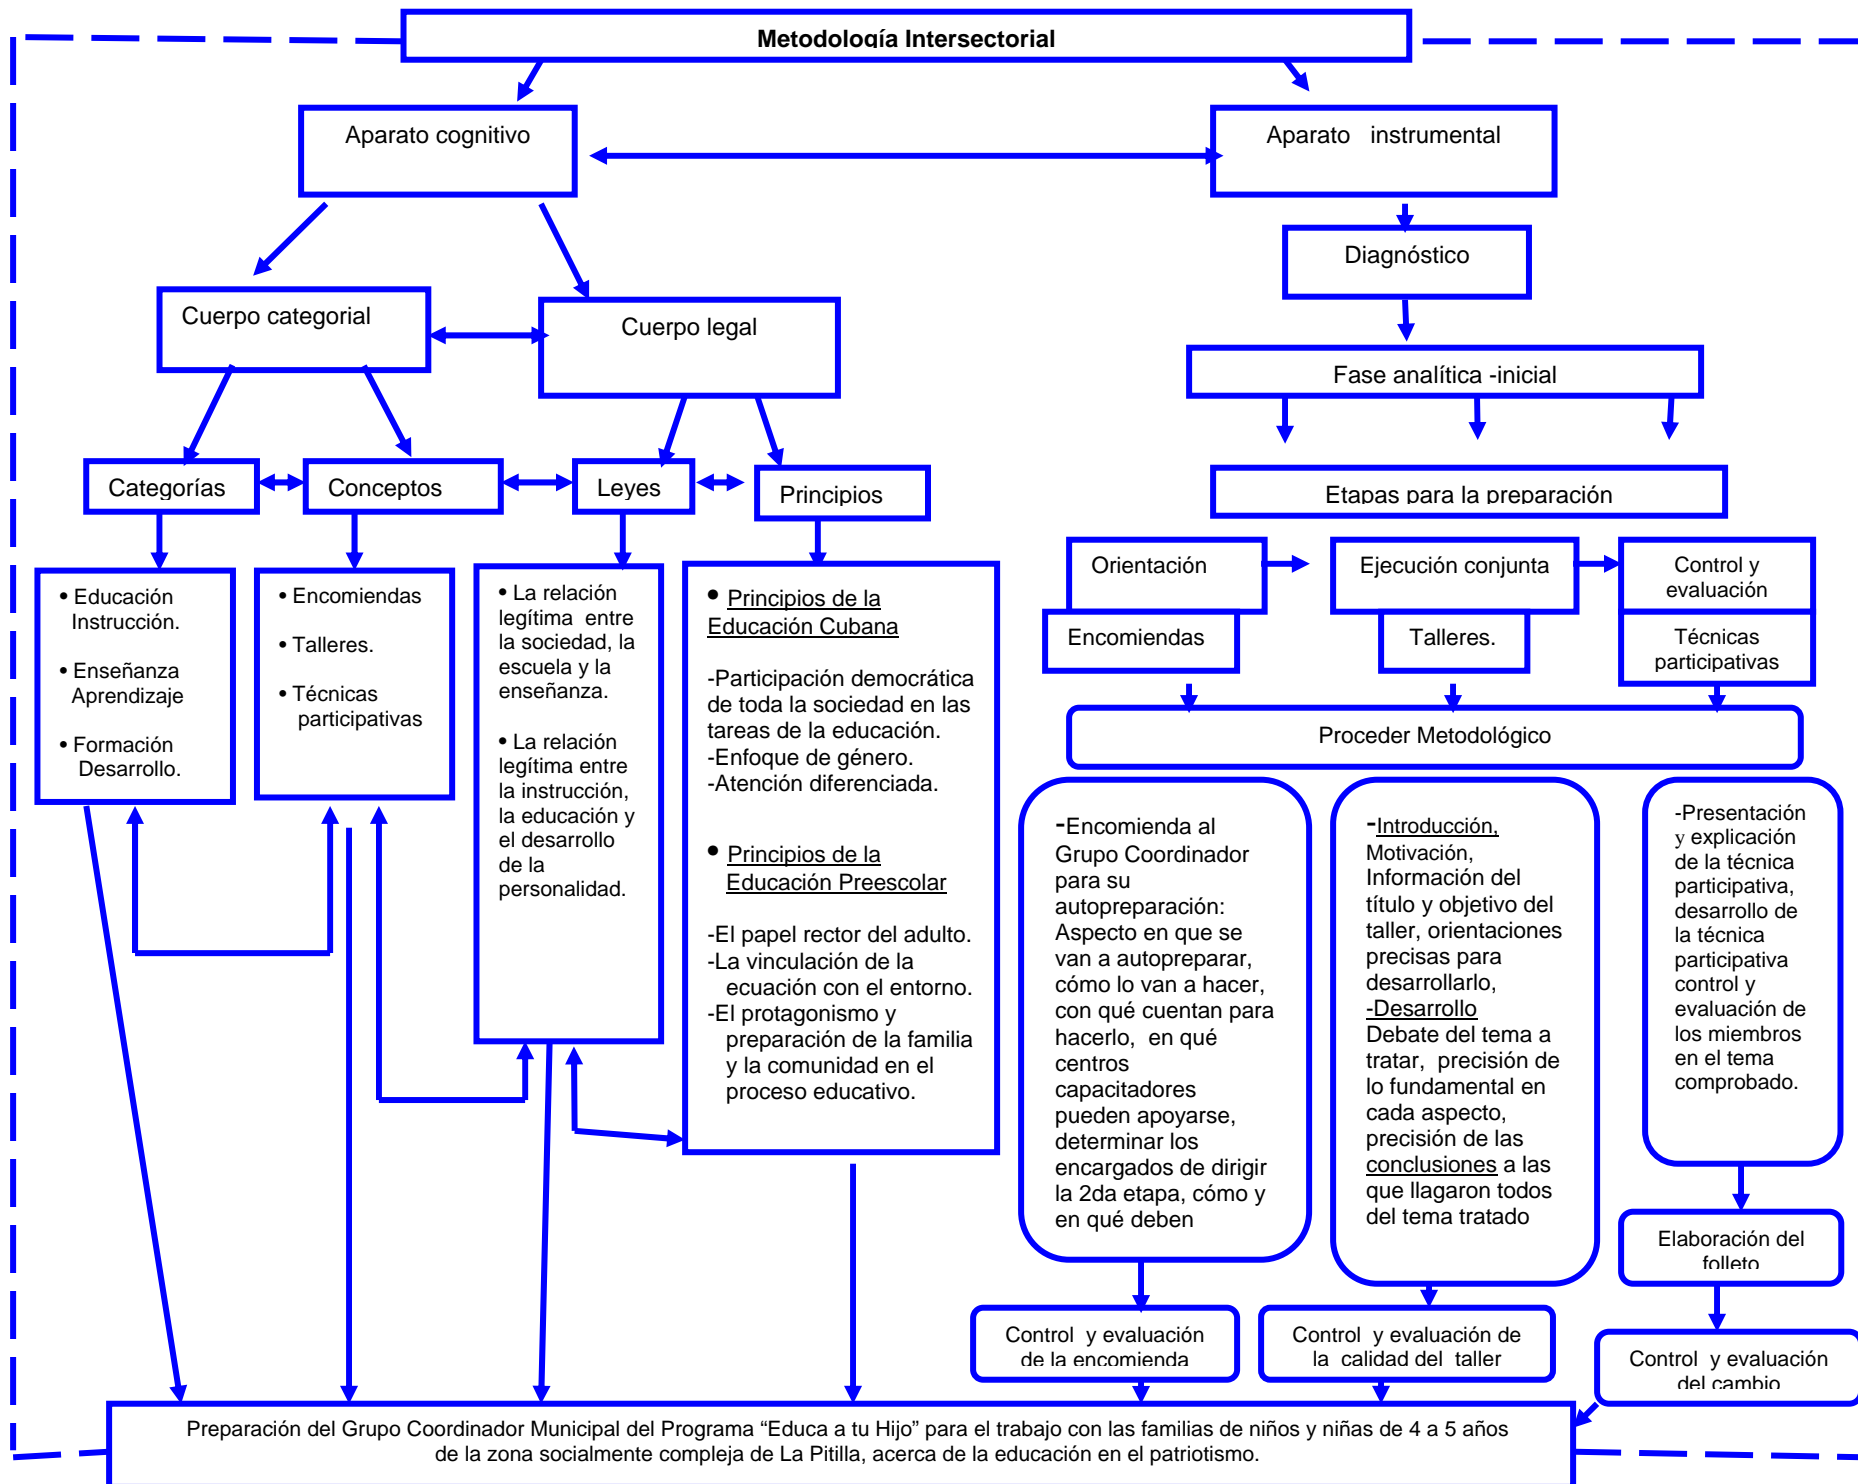 Metodología Intersectorial
Aparato cognitivo
Aparato instrumental
Diagnóstico
Cuerpo categorial
Cuerpo legal
Fase analítica -inicial
Categorías
Conceptos
Leyes
Principios
Etapas para la preparación
Orientación
Ejecución conjunta
Control y
evaluación
Encomiendas
Talleres.
Técnicas
participativas
Proceder Metodológico
• Educación
Instrucción.
• Enseñanza
Aprendizaje
• Formación
Desarrollo.
• Encomiendas
• Talleres.
• Técnicas
participativas
• La relación
legítima entre
la sociedad, la
escuela y la
enseñanza.
• La relación
legítima entre
la instrucción,
la educación y
el desarrollo
de la
personalidad.
• Principios de la
Educación Cubana
-Participación democrática
de toda la sociedad en las
tareas de la educación.
-Enfoque de género.
-Atención diferenciada.
• Principios de la
Educación Preescolar
-El papel rector del adulto.
-La vinculación de la
ecuación con el entorno.
-El protagonismo y
preparación de la familia
y la comunidad en el
proceso educativo.
-Encomienda al
Grupo Coordinador
para su
autopreparación:
Aspecto en que se
van a autopreparar,
cómo lo van a hacer,
con qué cuentan para
hacerlo, en qué
centros
capacitadores
pueden apoyarse,
determinar los
encargados de dirigir
la 2da etapa, cómo y
en qué deben
-Introducción,
Motivación,
Información del
título y objetivo del
taller, orientaciones
precisas para
desarrollarlo,
-Desarrollo
Debate del tema a
tratar, precisión de
lo fundamental en
cada aspecto,
precisión de las
conclusiones a las
que llagaron todos
del tema tratado
-Presentación
y explicación
de la técnica
participativa,
desarrollo de
la técnica
participativa
control y
evaluación de
los miembros
en el tema
comprobado.
Elaboración del
folleto
Control y evaluación
de la encomienda
Control y evaluación de
la calidad del taller
Control y evaluación
del cambio
Preparación del Grupo Coordinador Municipal del Programa “Educa a tu Hijo” para el trabajo con las familias de niños y niñas de 4 a 5 años
de la zona socialmente compleja de La Pitilla, acerca de la educación en el patriotismo.